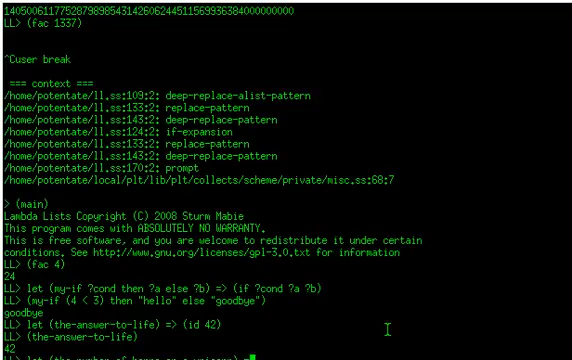 14050061177528798985431426062445115699363840000000000
LL> (fac 1337)
^Cuser break
=== context ===
/home/potentate/ll.ss:109:2: deep-replace-alist-pattern
/home/potentate/ll.ss:133:2: replace-pattern
/home/potentate/ll.ss:143:2: deep-replace-pattern
/home/potentate/ll.ss:124:2: if-expansion
/home/potentate/ll.ss:133:2: replace-pattern
/home/potentate/ll.ss:143:2: deep-replace-pattern
/home/potentate/ll.ss:170:2: prompt
/home/potentate/local/plt/lib/plt/collects/scheme/private/misc.ss:68:7
> (main)
Lambda Lists Copyright (C) 2008 Sturm Mabie
This program comes with ABSOLUTELY NO WARRANTY.
This is free software, and you are welcome to redistribute it under certain
conditions. See http://www.gnu.org/licenses/gpl-3.0.txt for information
LL> (fac 4)
24
LL> let (my-if ?cond then ?a else ?b) => (if ?cond ?a ?b)
LL> (my-if (4 < 3) then "hello" else "goodbye")
goodbye
LL> let (the-answer-to-life) => (id 42)
LL> (the-answer-to-life)
42